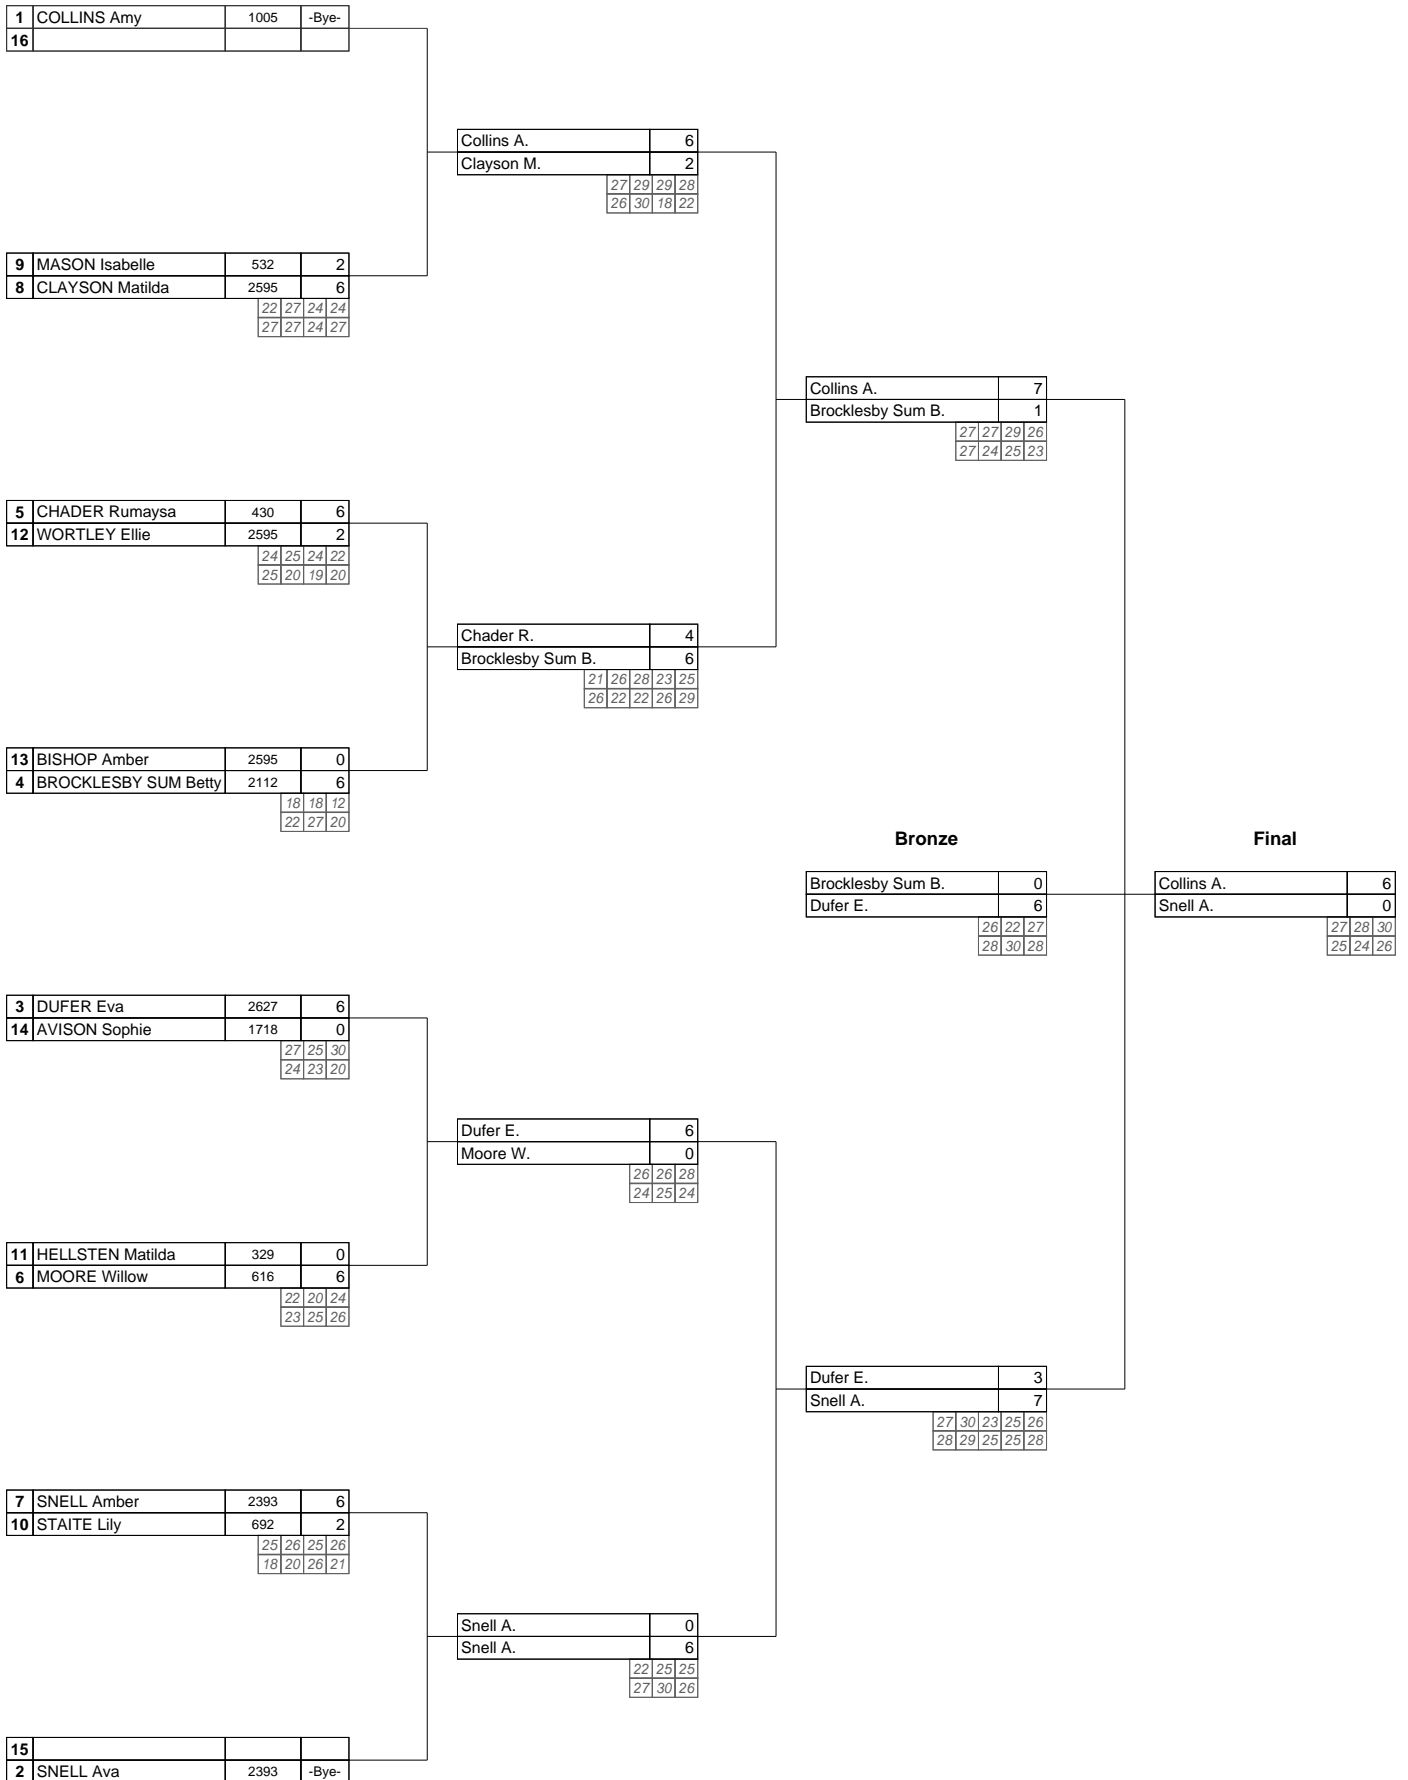 1 COLLINS Amy 1005 -Bye-
16
Collins A. 6
Clayson M. 2
27 29 29 28
26 30 18 22
9 MASON Isabelle 532 2
8 CLAYSON Matilda 2595 6
22 27 24 24
27 27 24 27
Collins A. 7
Brocklesby Sum B. 1
27 27 29 26
27 24 25 23
5 CHADER Rumaysa 430 6
12 WORTLEY Ellie 2595 2
24 25 24 22
25 20 19 20
Chader R. 4
Brocklesby Sum B. 6
21 26 28 23 25
26 22 22 26 29
13 BISHOP Amber 2595 0
4 BROCKLESBY SUM Betty 2112 6
18 18 12
22 27 20
Bronze Final
Brocklesby Sum B. 0 Collins A. 6
Dufer E. 6 Snell A. 0
26 22 27 27 28 30
28 30 28 25 24 26
3 DUFER Eva 2627 6
14 AVISON Sophie 1718 0
27 25 30
24 23 20
Dufer E. 6
Moore W. 0
26 26 28
24 25 24
11 HELLSTEN Matilda 329 0
6 MOORE Willow 616 6
22 20 24
23 25 26
Dufer E. 3
Snell A. 7
27 30 23 25 26
28 29 25 25 28
7 SNELL Amber 2393 6
10 STAITE Lily 692 2
25 26 25 26
18 20 26 21
Snell A. 0
Snell A. 6
22 25 25
27 30 26
15
2 SNELL Ava 2393 -Bye-